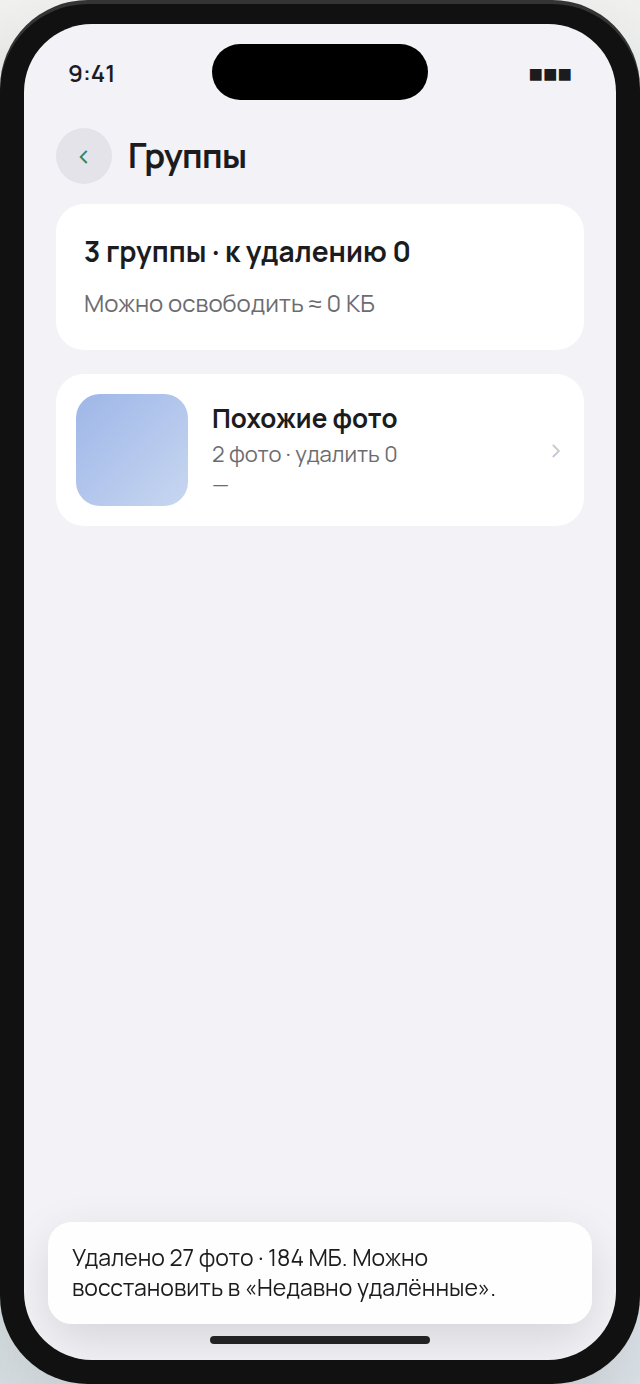 9:41
Группы
3 группы · к удалению 0
Можно освободить ≈ 0 КБ
Похожие фото
2 фото · удалить 0
—
Удалено 27 фото · 184 МБ. Можно
восстановить в «Недавно удалённые».